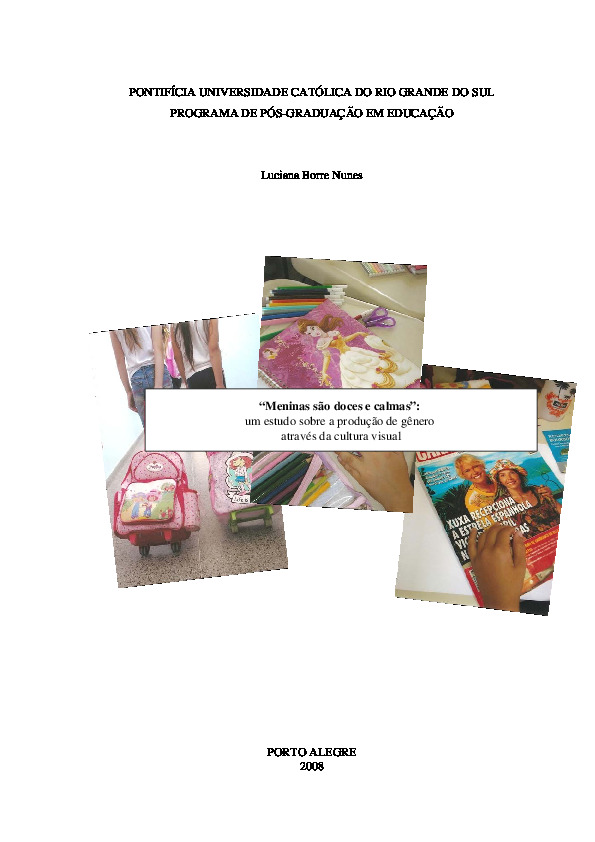 PONTIFÍCIA UNIVERSIDADE CATÓLICA DO RIO GRANDE DO SUL
PROGRAMA DE PÓS-GRADUAÇÃO EM EDUCAÇÃO
Luciana Borre Nunes
“Meninas são doces e calmas”:
um estudo sobre a produção de gênero
através da cultura visual
XUXA RECEPCIONA
A ESTRELA ESPANHOLA
PORTO ALEGRE
2008